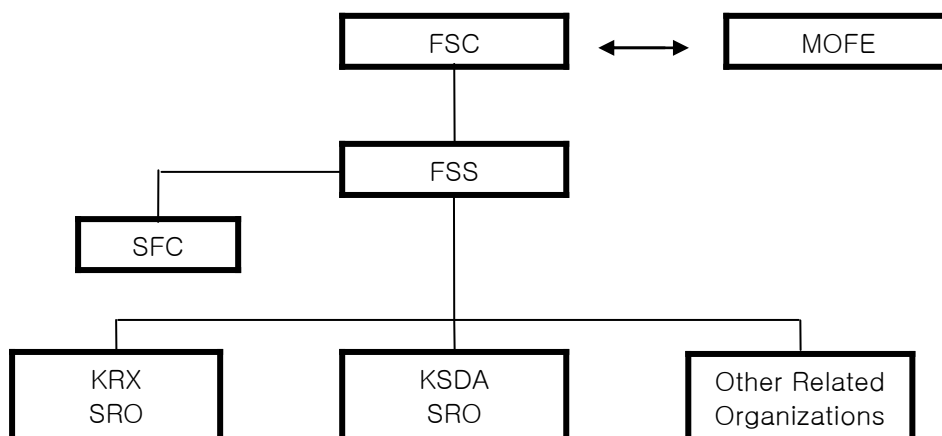 FSC
MOFE
FSS
SFC
KRX
SRO
KSDA
SRO
Other Related
Organizations